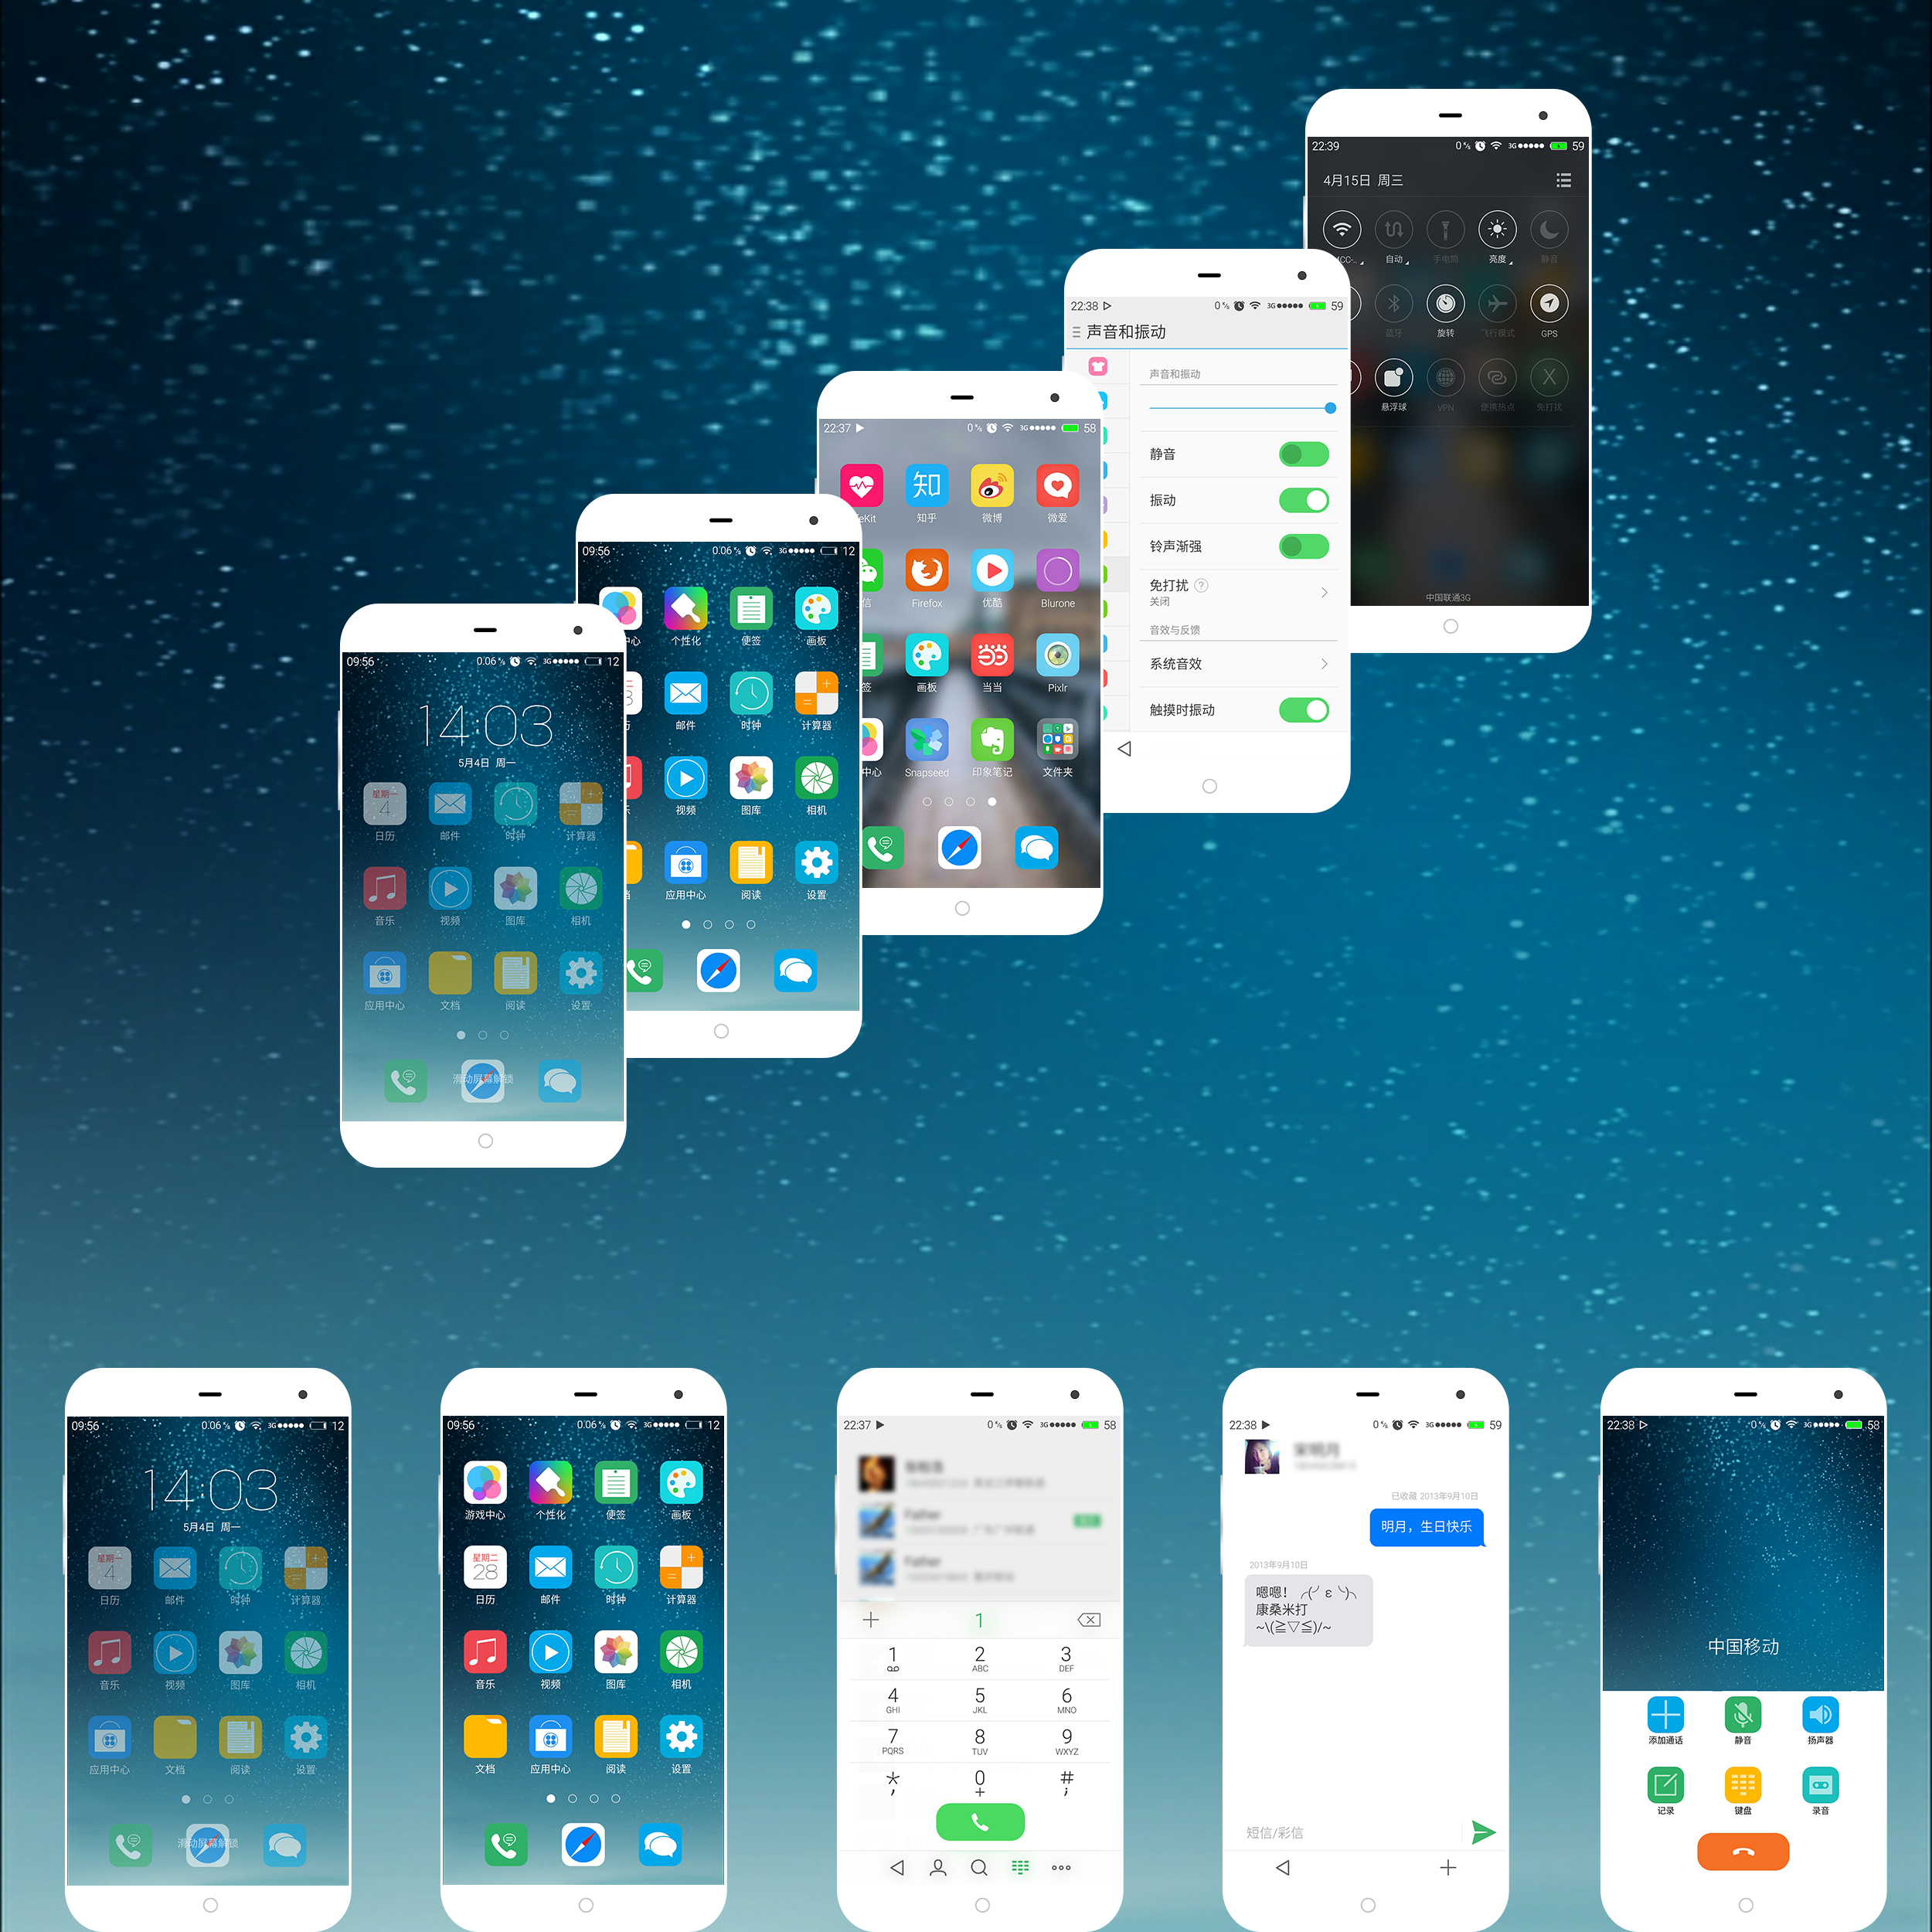 22:39 0% 3G 59
4月15日 周三
自动 手电筒 亮度 静音
蓝牙 旋转 飞行模式 GPS
悬浮球 VPN 便携热点 免打扰
中国联通3G
22:38 0% 3G 59
声音和振动
声音和振动
静音
振动
铃声渐强
免打扰 ?
关闭
音效与反馈
系统音效
触摸时振动
22:37 0% 3G 58
知
eKit 知乎 微博 微爱
信 Firefox 优酷 Blurone
签 画板 当当 Pixlr
中心 Snapseed 印象笔记 文件夹
09:56 0.06% 3G 12
中心 个性化 便签 画板
历 邮件 时钟 计算器
乐 视频 图库 相机
应用中心 阅读 设置
09:56 0.06% 3G 12
14:03
5月4日 周一
星期一
4
日历 邮件 时钟 计算器
音乐 视频 图库 相机
应用中心 文档 阅读 设置
滑动屏幕解锁
09:56 0.06% 3G 12
14:03
5月4日 周一
星期一
4
日历 邮件 时钟 计算器
音乐 视频 图库 相机
应用中心 文档 阅读 设置
滑动屏幕解锁
09:56 0.06% 3G 12
游戏中心 个性化 便签 画板
星期二
28
日历 邮件 时钟 计算器
音乐 视频 图库 相机
文档 应用中心 阅读 设置
22:37 0% 3G 58
Father
Father
1
1 2 3
ABC DEF
4 5 6
GHI JKL MNO
7 8 9
PQRS TUV WXYZ
* 0 #
, + ;
22:38 0% 3G 59
已收藏 2013年9月10日
明月，生日快乐
2013年9月10日
嗯嗯！╭(╯ε╰)╮
康桑米打
~\(≧▽≦)/~
短信/彩信
22:38 0% 3G 58
中国移动
添加通话 静音 扬声器
记录 键盘 录音